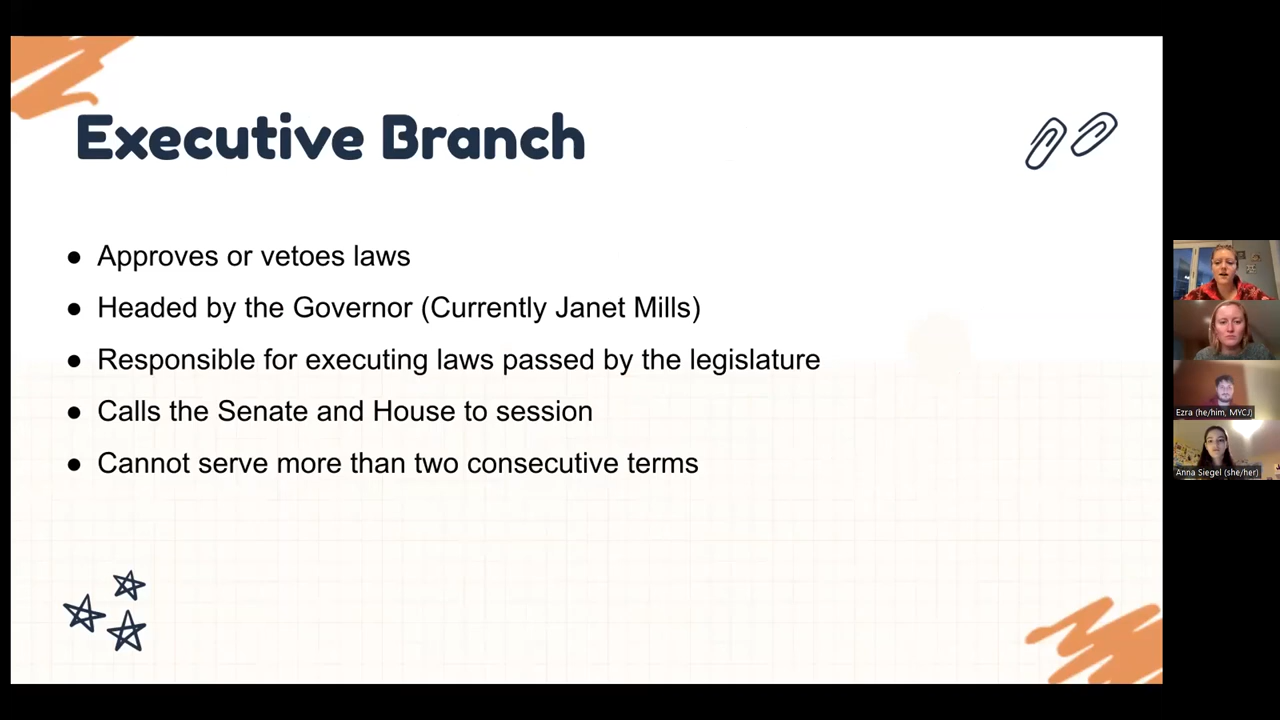 Executive Branch
● Approves or vetoes laws
● Headed by the Governor (Currently Janet Mills)
● Responsible for executing laws passed by the legislature
● Calls the Senate and House to session
● Cannot serve more than two consecutive terms
Ezra (he/him, MYCJ)
Anna Siegel (she/her)